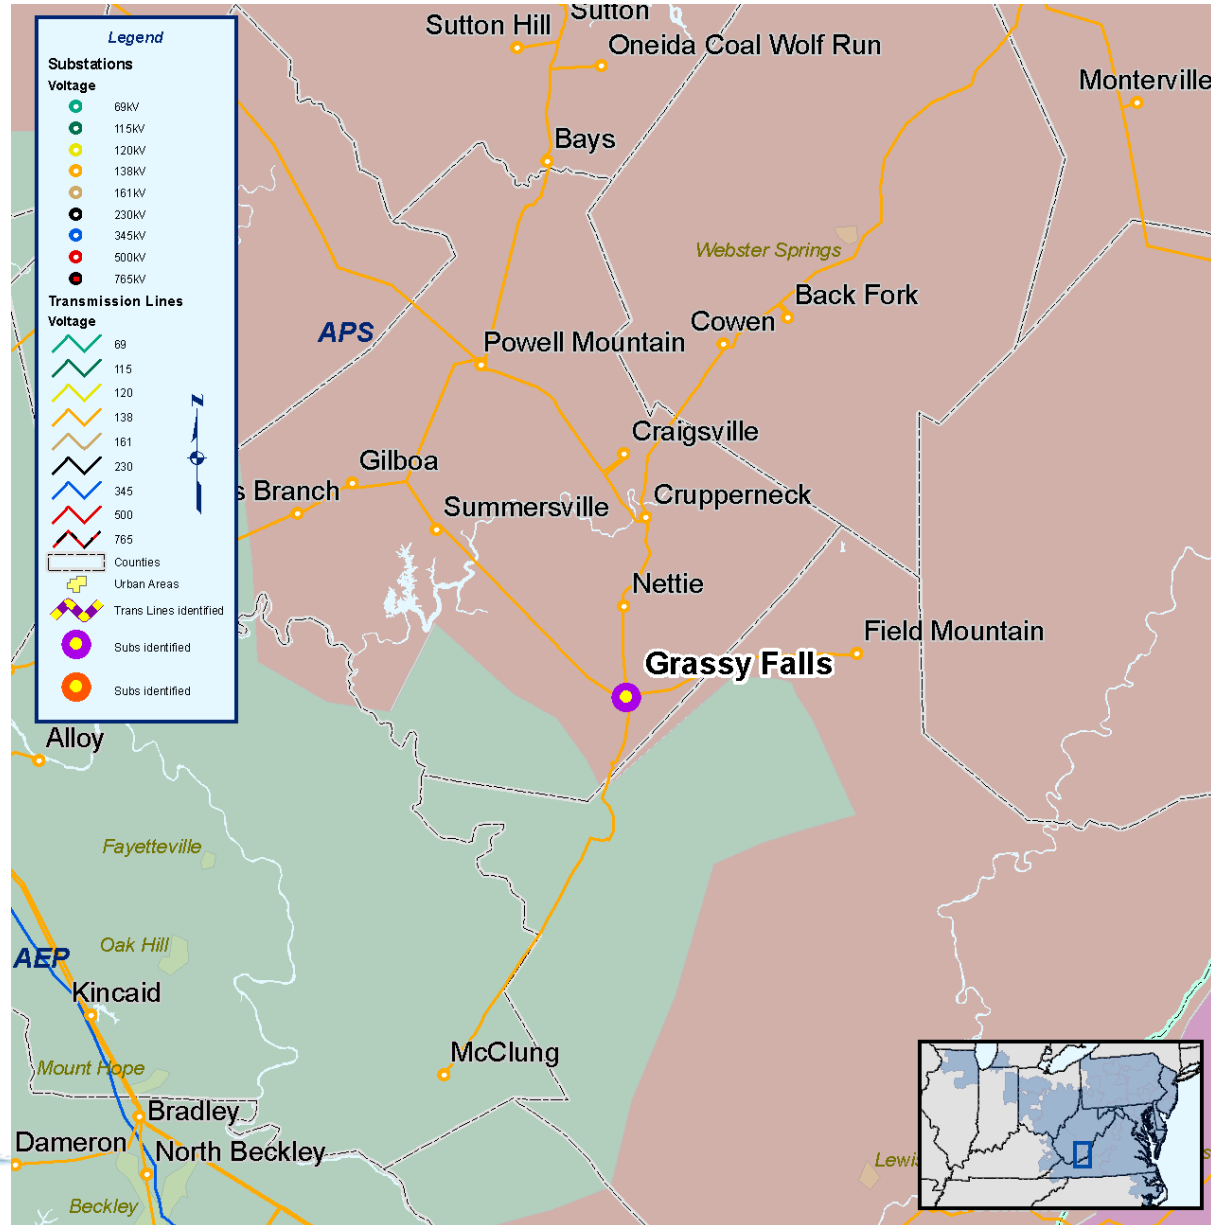 Legend
Substations
Voltage
69kV
115kV
120kV
138kV
161kV
230kV
345kV
500kV
765kV
Transmission Lines
Voltage
69
115
120
138
161
230
345
500
765
Counties
Urban Areas
Trans Lines identified
Subs identified
Subs identified
N
Sutton Hill
Sutton
Oneida Coal Wolf Run
Monterville
Bays
Webster Springs
Back Fork
Cowen
APS
Powell Mountain
Craigsville
Gilboa
s Branch
Summersville
Crupperneck
Nettie
Field Mountain
Grassy Falls
Alloy
Fayetteville
Oak Hill
AEP
Kincaid
McClung
Mount Hope
Bradley
Dameron
North Beckley
Beckley
Lewis